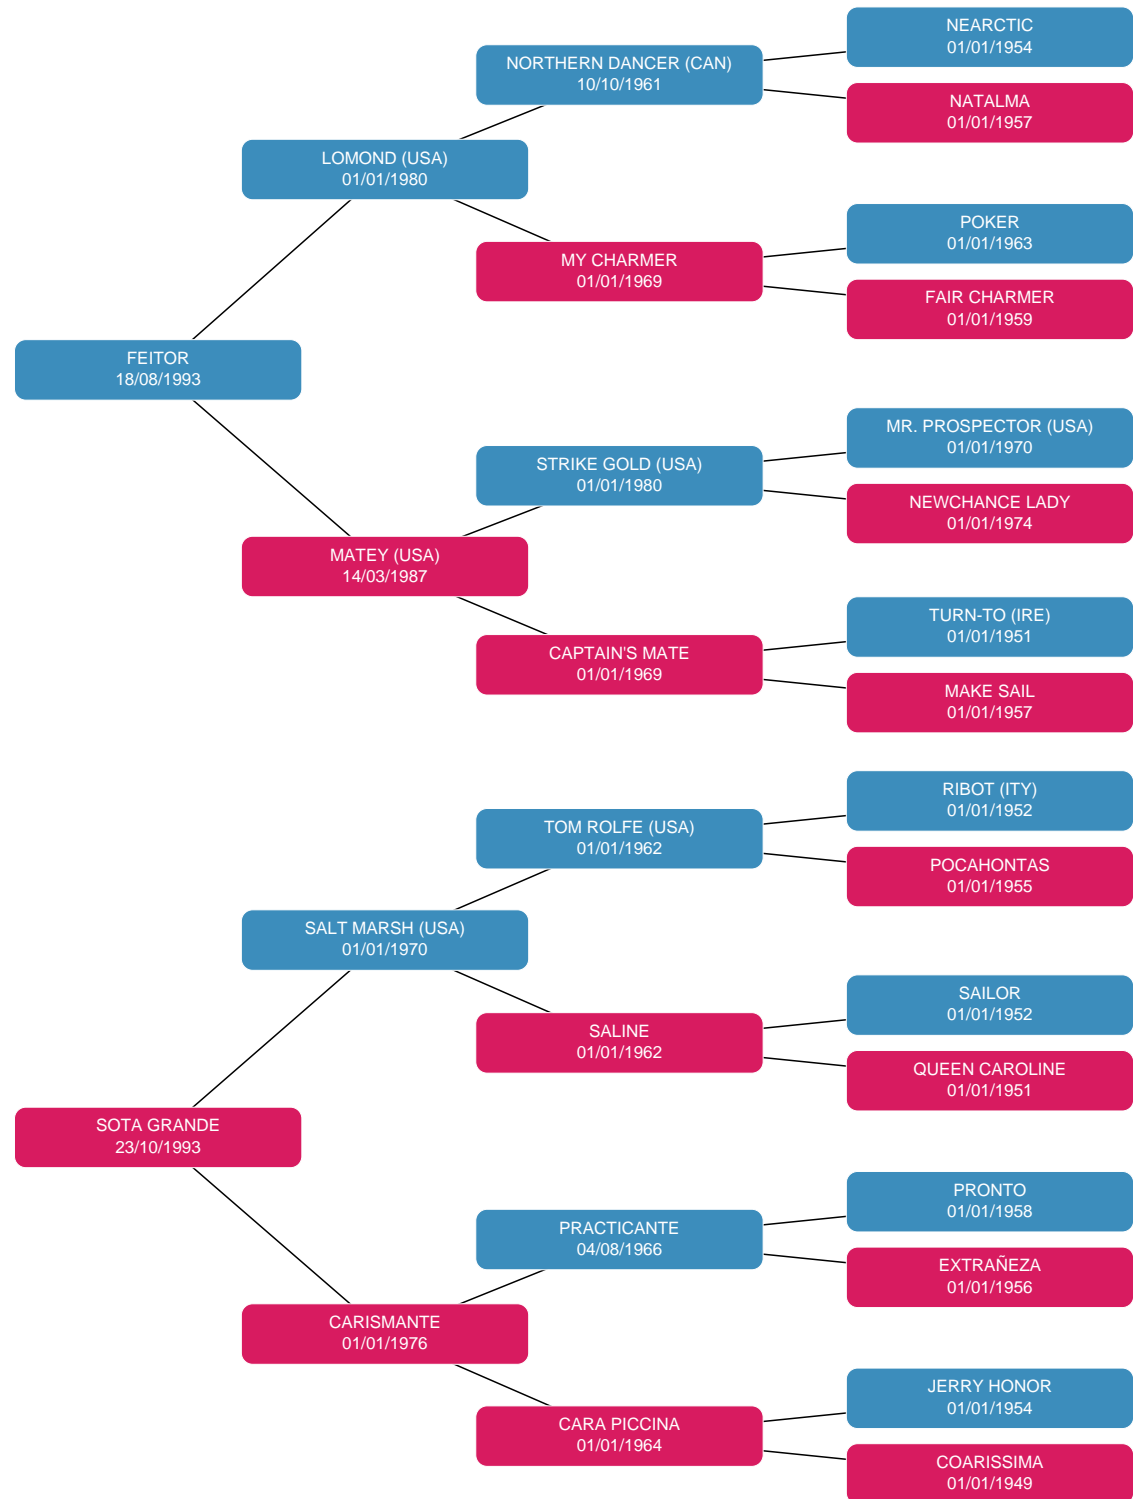 NEARCTIC
01/01/1954
NORTHERN DANCER (CAN)
10/10/1961
NATALMA
01/01/1957
LOMOND (USA)
01/01/1980
POKER
01/01/1963
MY CHARMER
01/01/1969
FAIR CHARMER
01/01/1959
FEITOR
18/08/1993
MR. PROSPECTOR (USA)
01/01/1970
STRIKE GOLD (USA)
01/01/1980
NEWCHANCE LADY
01/01/1974
MATEY (USA)
14/03/1987
TURN-TO (IRE)
01/01/1951
CAPTAIN'S MATE
01/01/1969
MAKE SAIL
01/01/1957
RIBOT (ITY)
01/01/1952
TOM ROLFE (USA)
01/01/1962
POCAHONTAS
01/01/1955
SALT MARSH (USA)
01/01/1970
SAILOR
01/01/1952
SALINE
01/01/1962
QUEEN CAROLINE
01/01/1951
SOTA GRANDE
23/10/1993
PRONTO
01/01/1958
PRACTICANTE
04/08/1966
EXTRAÑEZA
01/01/1956
CARISMANTE
01/01/1976
JERRY HONOR
01/01/1954
CARA PICCINA
01/01/1964
COARISSIMA
01/01/1949